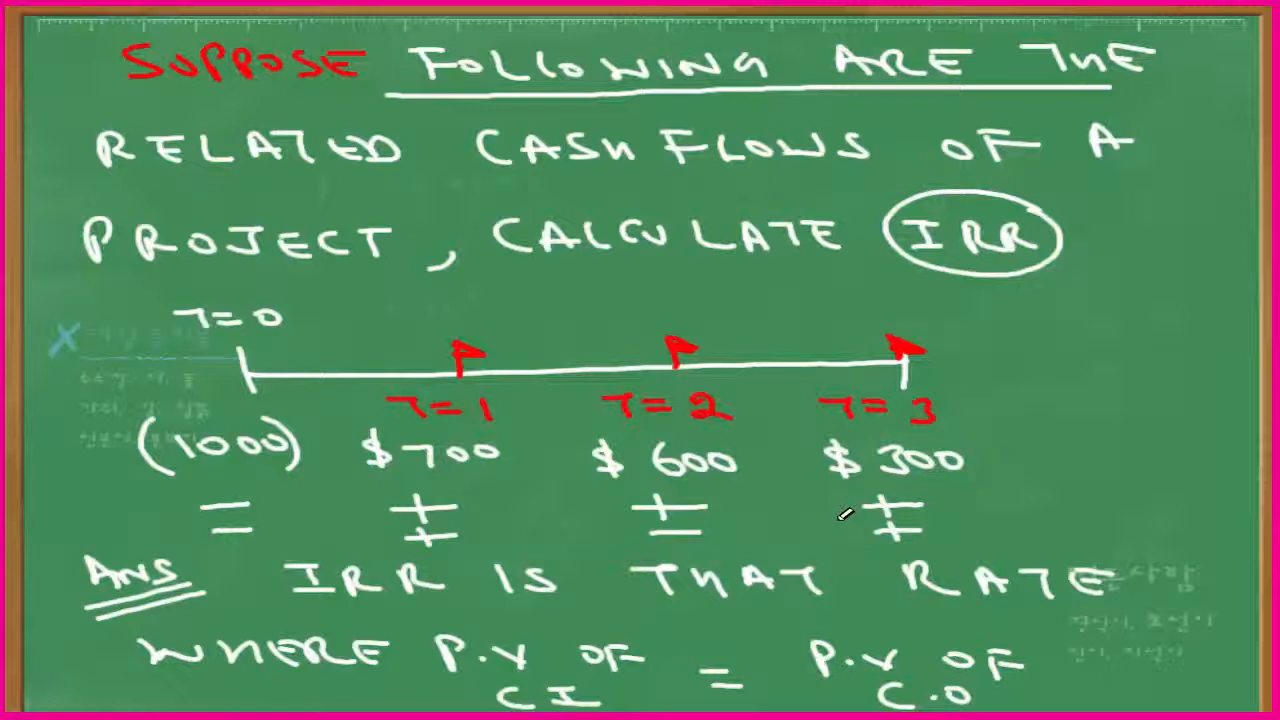 SUPPOSE FOLLOWING ARE THE
RELATED CASH FLOWS OF A
PROJECT, CALCULATE IRR
T=0
T=1 T=2 T=3
(1000) $700 $600 $300
ANS IRR IS THAT RATE
WHERE P.V OF CI = P.V OF C.O